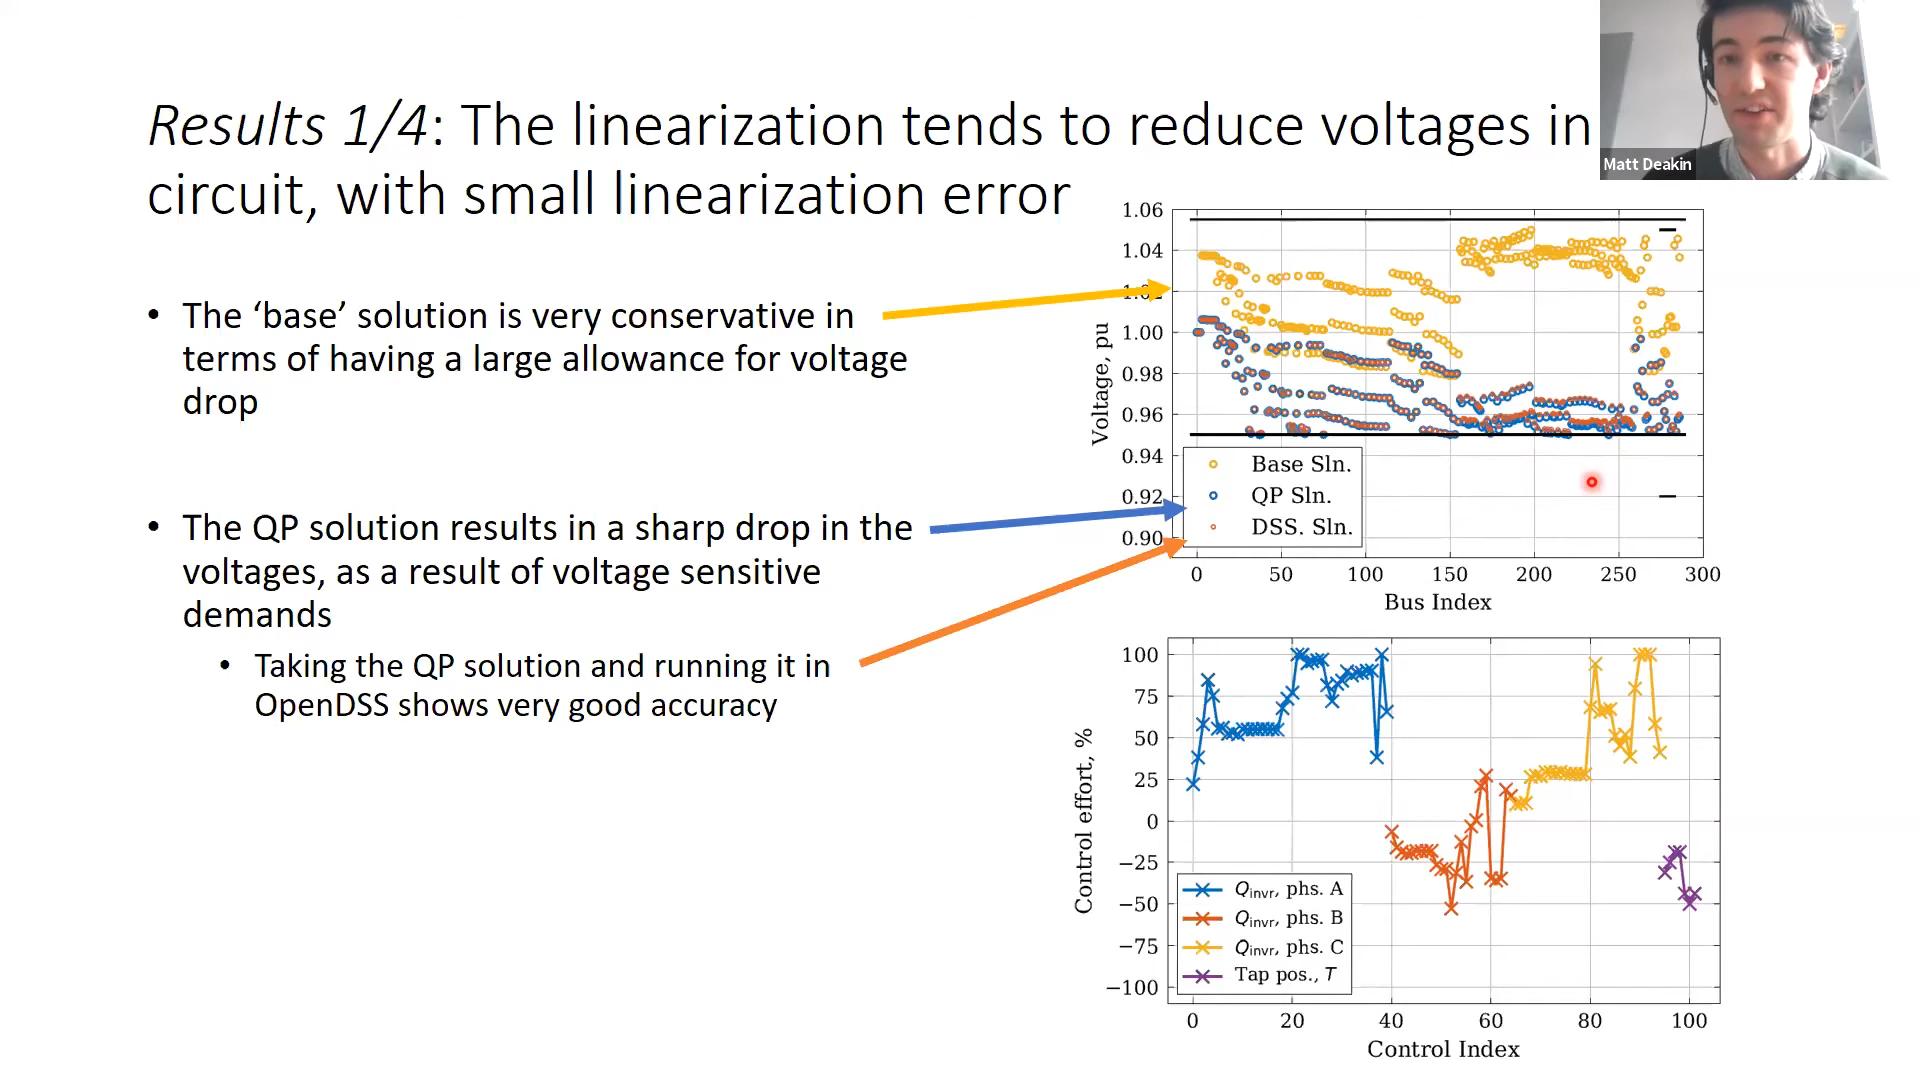 Results 1/4: The linearization tends to reduce voltages in
circuit, with small linearization error
Matt Deakin
• The ‘base’ solution is very conservative in
terms of having a large allowance for voltage
drop
• The QP solution results in a sharp drop in the
voltages, as a result of voltage sensitive
demands
• Taking the QP solution and running it in
OpenDSS shows very good accuracy
1.06
1.04
1.02
1.00
0.98
0.96
0.94
0.92
0.90
Voltage, pu
Base Sln.
QP Sln.
DSS. Sln.
0 50 100 150 200 250 300
Bus Index
100
75
50
25
0
−25
−50
−75
−100
Control effort, %
Qinvr, phs. A
Qinvr, phs. B
Qinvr, phs. C
Tap pos., T
0 20 40 60 80 100
Control Index